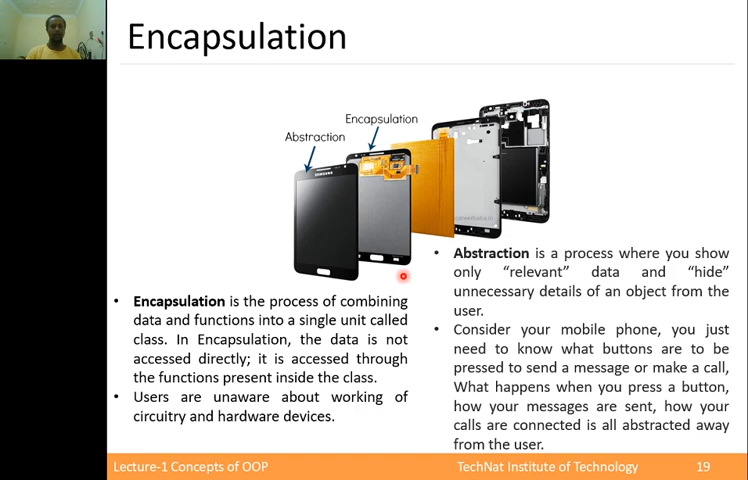 Encapsulation
Encapsulation
Abstraction
SAMSUNG
• Encapsulation is the process of combining
data and functions into a single unit called
class. In Encapsulation, the data is not
accessed directly; it is accessed through
the functions present inside the class.
• Users are unaware about working of
circuitry and hardware devices.
• Abstraction is a process where you show
only “relevant” data and “hide”
unnecessary details of an object from the
user.
• Consider your mobile phone, you just
need to know what buttons are to be
pressed to send a message or make a call,
What happens when you press a button,
how your messages are sent, how your
calls are connected is all abstracted away
from the user.
Lecture-1 Concepts of OOP
TechNat Institute of Technology
19